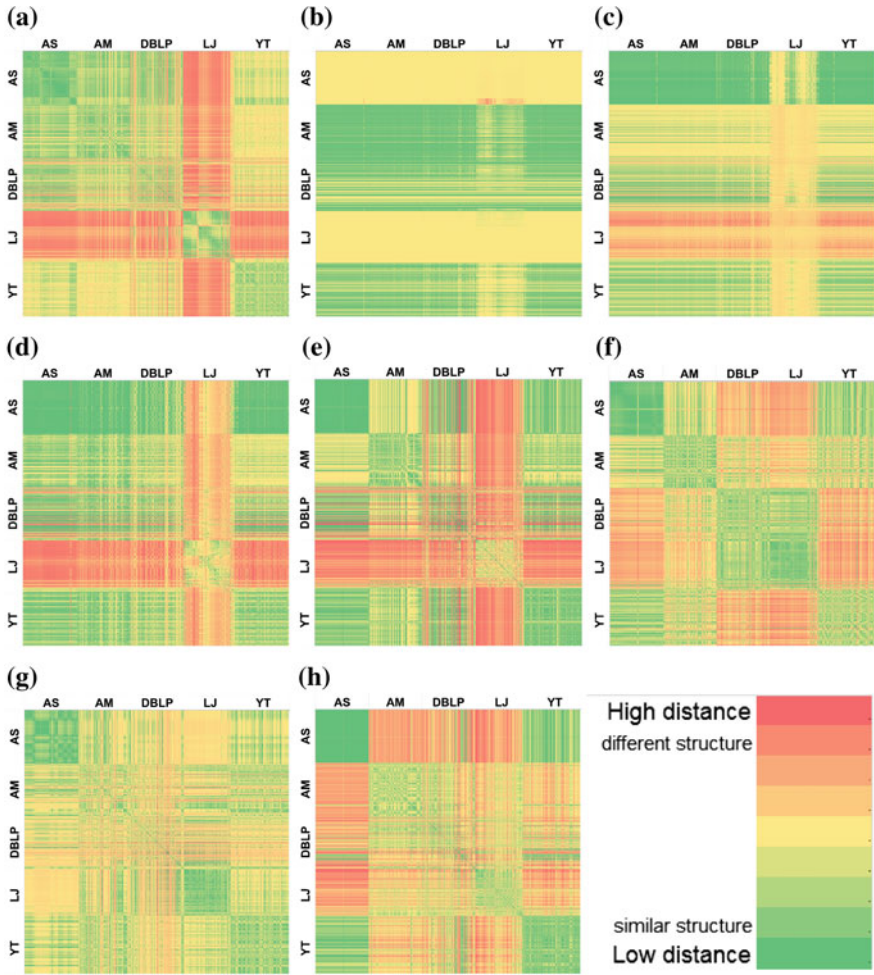 (a)
AS AM DBLP LJ YT
AS
AM
DBLP
LJ
YT
(b)
AS AM DBLP LJ YT
AS
AM
DBLP
LJ
YT
(c)
AS AM DBLP LJ YT
AS
AM
DBLP
LJ
YT
(d)
AS AM DBLP LJ YT
AS
AM
DBLP
LJ
YT
(e)
AS AM DBLP LJ YT
AS
AM
DBLP
LJ
YT
(f)
AS AM DBLP LJ YT
AS
AM
DBLP
LJ
YT
(g)
AS AM DBLP LJ YT
AS
AM
DBLP
LJ
YT
(h)
AS AM DBLP LJ YT
AS
AM
DBLP
LJ
YT
High distance
different structure
similar structure
Low distance